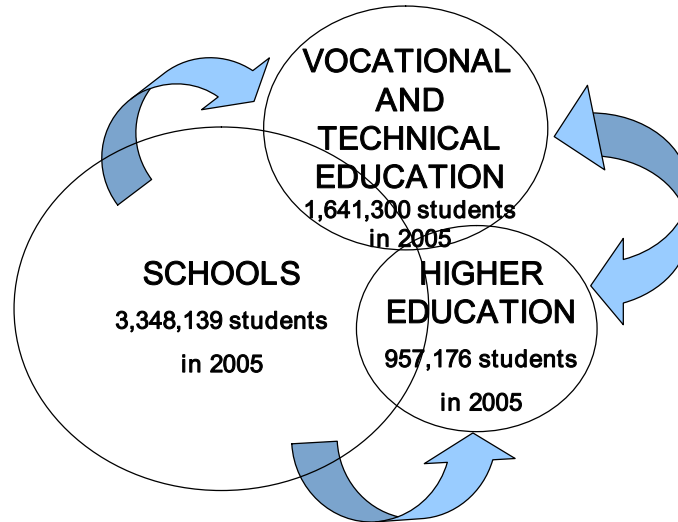 VOCATIONAL
AND
TECHNICAL
EDUCATION
1,641,300 students
in 2005
SCHOOLS
3,348,139 students
in 2005
HIGHER
EDUCATION
957,176 students
in 2005